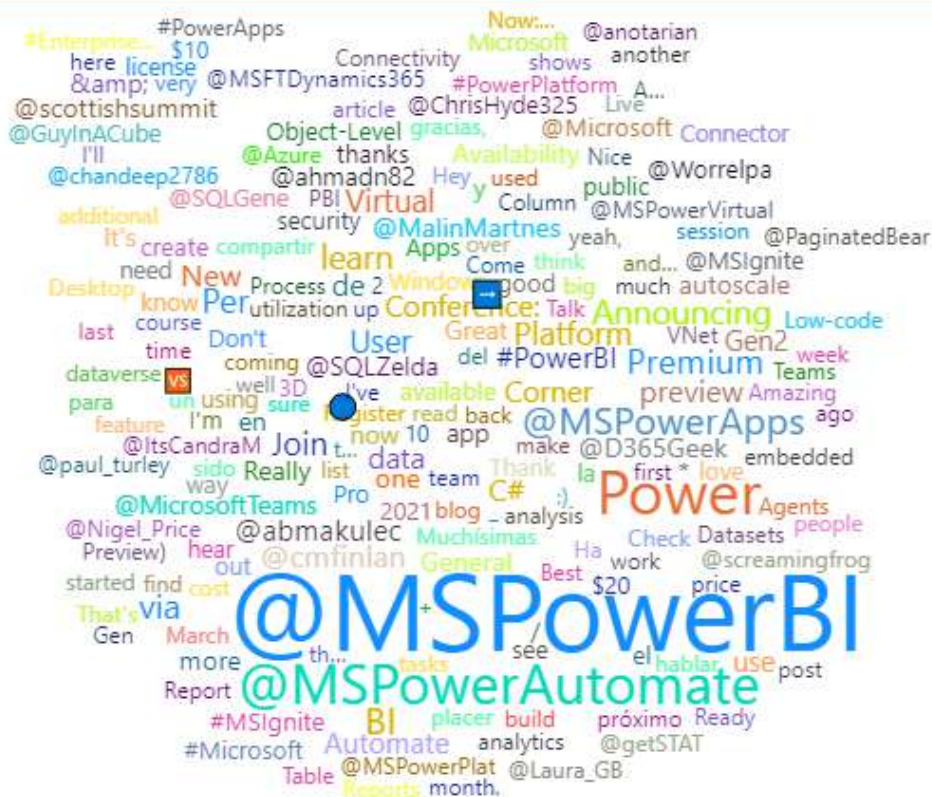 Now:...
#PowerApps @anotarian
#Enterprise... $10 Microsoft
here license Connectivity shows another
&amp; very @MSFTDynamics365 #PowerPlatform A...
@scottishsummit article @ChrisHyde325 Live
@GuyInACube Object-Level gracias, @Microsoft Connector
I'll @Azure thanks Availability Nice
@chandeep2786 @ahmadn82 Hey used @Worrelpa
@SQLGene PBI Virtual y Column public
additional security @MalinMartnes @MSPowerVirtual
It's create compartir learn Apps over yeah, session @PaginatedBear
need New Process de 2 Come think and... @MSIgnite
Desktop Per Window → good big much autoscale
know utilization up Conference: Talk Announcing Low-code
last course Don't User Great Platform VNet Gen2
time coming @SQLZelda del #PowerBI Premium week
dataverse VS well 3D I've available Corner preview Teams Amazing
para un using sure Register read back @MSPowerApps ago
feature I'm en
@ItsCandraM Join t... now 10 app make @D365Geek embedded
@paul_turley sido Really list data one team Thank la first * love
way Pro C# :) Power Agents
@MicrosoftTeams 2021 blog - analysis
@Nigel_Price @abmakulec Muchísimas Check Datasets people
Preview) hear out @cmfinlan General Ha work @screamingfrog
started find cost Best $20 price
That's via @MSPowerBI +
Gen March / see
more th... tasks el hablar, use post
Report @MSPowerAutomate
#MSIgnite BI placer build próximo Ready
#Microsoft Automate analytics @getSTAT
Table @MSPowerPlat @Laura_GB
Reports month.